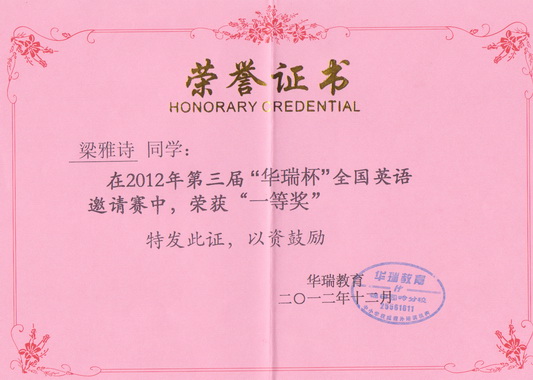 荣誉证书
HONORARY CREDENTIAL
梁雅诗 同学：
在2012年第三届“华瑞杯”全国英语
邀请赛中，荣获“一等奖”
特发此证，以资鼓励
华瑞教育
二〇一二年十二月
华瑞教育